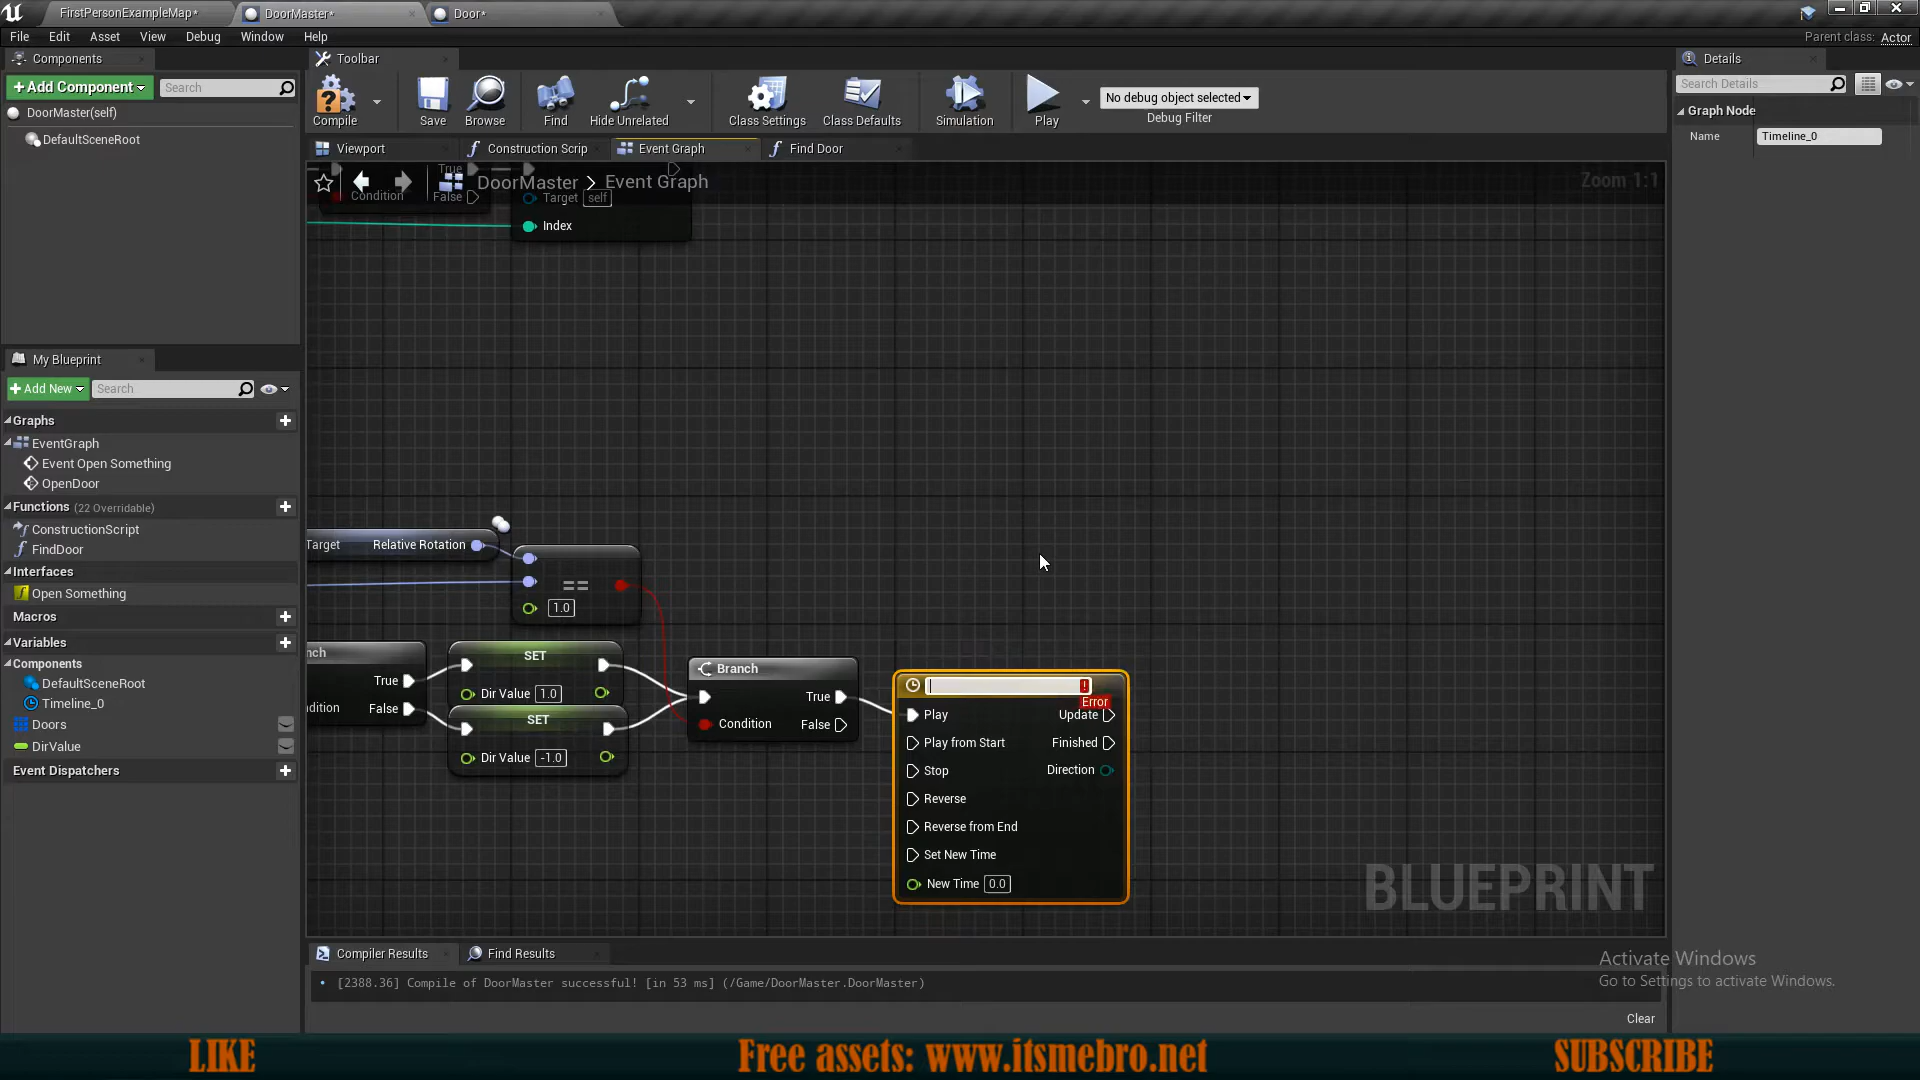 FirstPersonExampleMap*
DoorMaster*
Door*
File Edit Asset View Debug Window Help
Parent class: Actor
Components
Toolbar
Details
+Add Component
Search
Search Details
DoorMaster(self)
DefaultSceneRoot
Compile
Save
Browse
Find
Hide Unrelated
Class Settings
Class Defaults
Simulation
Play
No debug object selected
Debug Filter
Graph Node
Name Timeline_0
Viewport
Construction Scrip
Event Graph
Find Door
DoorMaster > Event Graph
Zoom 1:1
True
Condition False
Target self
Index
My Blueprint
+Add New
Search
Graphs
EventGraph
Event Open Something
OpenDoor
Functions (22 Overridable)
ConstructionScript
FindDoor
Interfaces
Open Something
Macros
Variables
Components
DefaultSceneRoot
Timeline_0
Doors
DirValue
Event Dispatchers
Target Relative Rotation
==
1.0
nch
True
ndition False
SET
Dir Value 1.0
SET
Dir Value -1.0
Branch
True
Condition False
!
Error
Play Update
Play from Start Finished
Stop Direction
Reverse
Reverse from End
Set New Time
New Time 0.0
BLUEPRINT
Compiler Results
Find Results
[2388.36] Compile of DoorMaster successful! [in 53 ms] (/Game/DoorMaster.DoorMaster)
Activate Windows
Go to Settings to activate Windows.
Clear
LIKE
Free assets: www.itsmebro.net
SUBSCRIBE